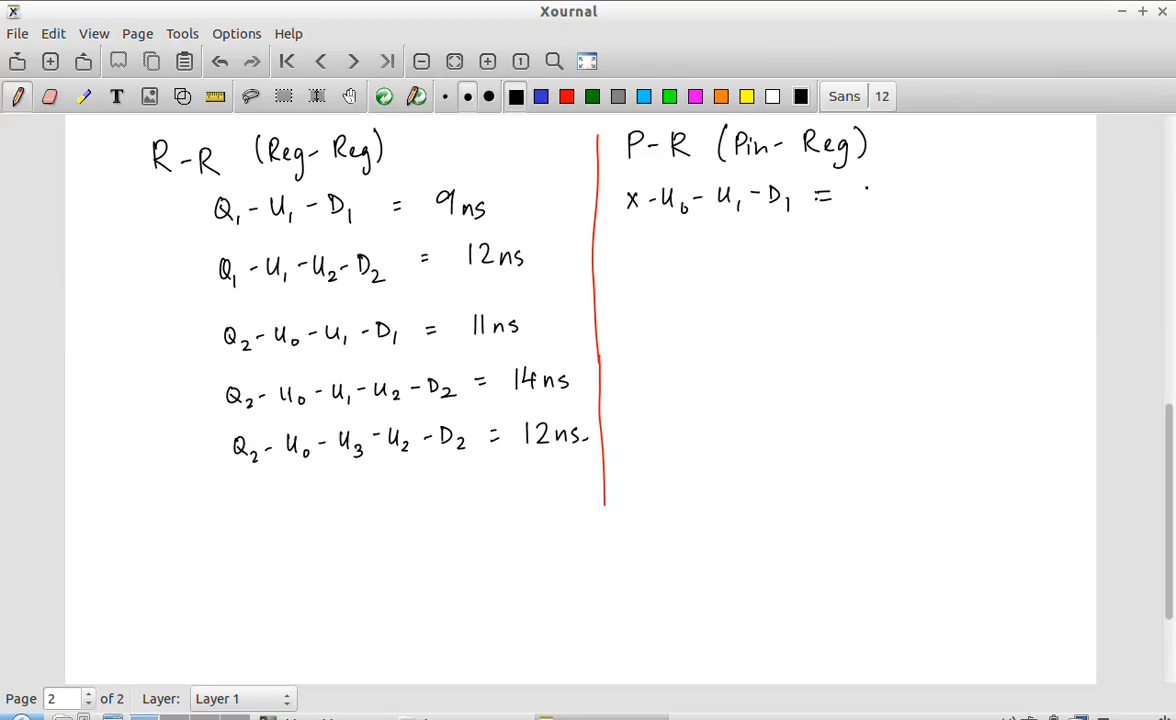 Xournal
File Edit View Page Tools Options Help
Sans 12
R-R (Reg-Reg)
Q₁-U₁-D₁ = 9ns
Q₁-U₁-U₂-D₂ = 12ns
Q₂-U₀-U₁-D₁ = 11ns
Q₂-U₀-U₁-U₂-D₂ = 14ns
Q₂-U₀-U₃-U₂-D₂ = 12ns.
P-R (Pin-Reg)
x-U₀-U₁-D₁ =
Page 2 of 2 Layer: Layer 1